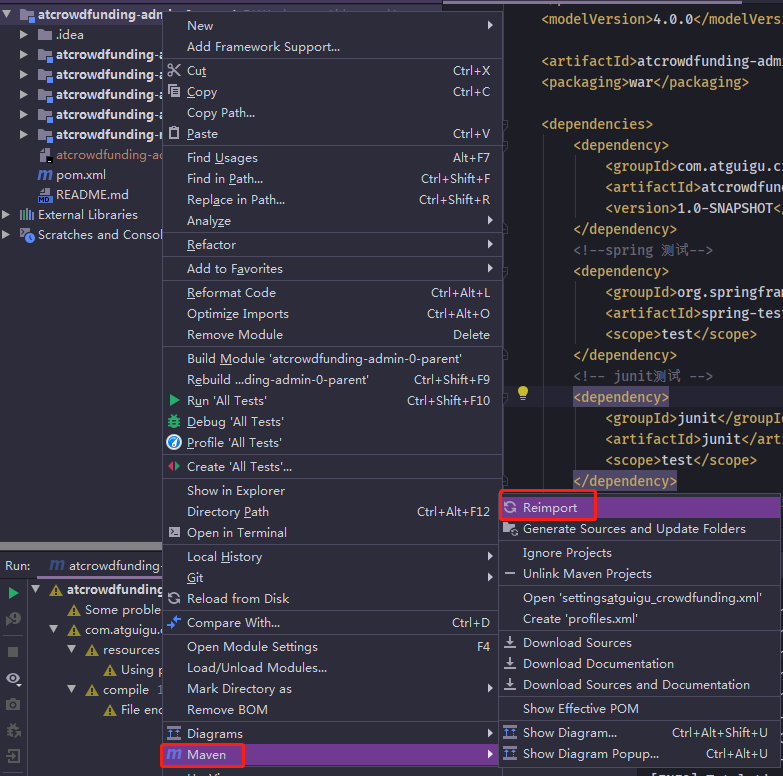 atcrowdfunding-adm
.idea
atcrowdfunding-a
atcrowdfunding-a
atcrowdfunding-a
atcrowdfunding-a
atcrowdfunding-r
atcrowdfunding-ac
pom.xml
README.md
External Libraries
Scratches and Consol
New
Add Framework Support...
Cut Ctrl+X
Copy Ctrl+C
Copy Path...
Paste Ctrl+V
Find Usages Alt+F7
Find in Path... Ctrl+Shift+F
Replace in Path... Ctrl+Shift+R
Analyze
Refactor
Add to Favorites
Reformat Code Ctrl+Alt+L
Optimize Imports Ctrl+Alt+O
Remove Module Delete
Build Module 'atcrowdfunding-admin-0-parent'
Rebuild ...ding-admin-0-parent' Ctrl+Shift+F9
Run 'All Tests' Ctrl+Shift+F10
Debug 'All Tests'
Profile 'All Tests'
Create 'All Tests'...
Show in Explorer
Directory Path Ctrl+Alt+F12
Open in Terminal
Local History
Git
Reload from Disk
Compare With... Ctrl+D
Open Module Settings F4
Load/Unload Modules...
Mark Directory as
Remove BOM
Diagrams
Maven
<modelVersion>4.0.0</modelVers
<artifactId>atcrowdfunding-adm
<packaging>war</packaging>
<dependencies>
<dependency>
<groupId>com.atguigu.c
<artifactId>atcrowdfun
<version>1.0-SNAPSHOT<
</dependency>
<!--spring 测试-->
<dependency>
<groupId>org.springfra
<artifactId>spring-tes
<scope>test</scope>
</dependency>
<!-- junit测试 -->
<dependency>
<groupId>junit</groupI
<artifactId>junit</art
<scope>test</scope>
</dependency>
Reimport
Generate Sources and Update Folders
Ignore Projects
Unlink Maven Projects
Open 'settingsatguigu_crowdfunding.xml'
Create 'profiles.xml'
Download Sources
Download Documentation
Download Sources and Documentation
Show Effective POM
Show Diagram... Ctrl+Alt+Shift+U
Show Diagram Popup... Ctrl+Alt+U
Run: atcrowdfunding-
atcrowdfunding
Some proble
com.atguigu.
resources
Using p
compile 1
File enc